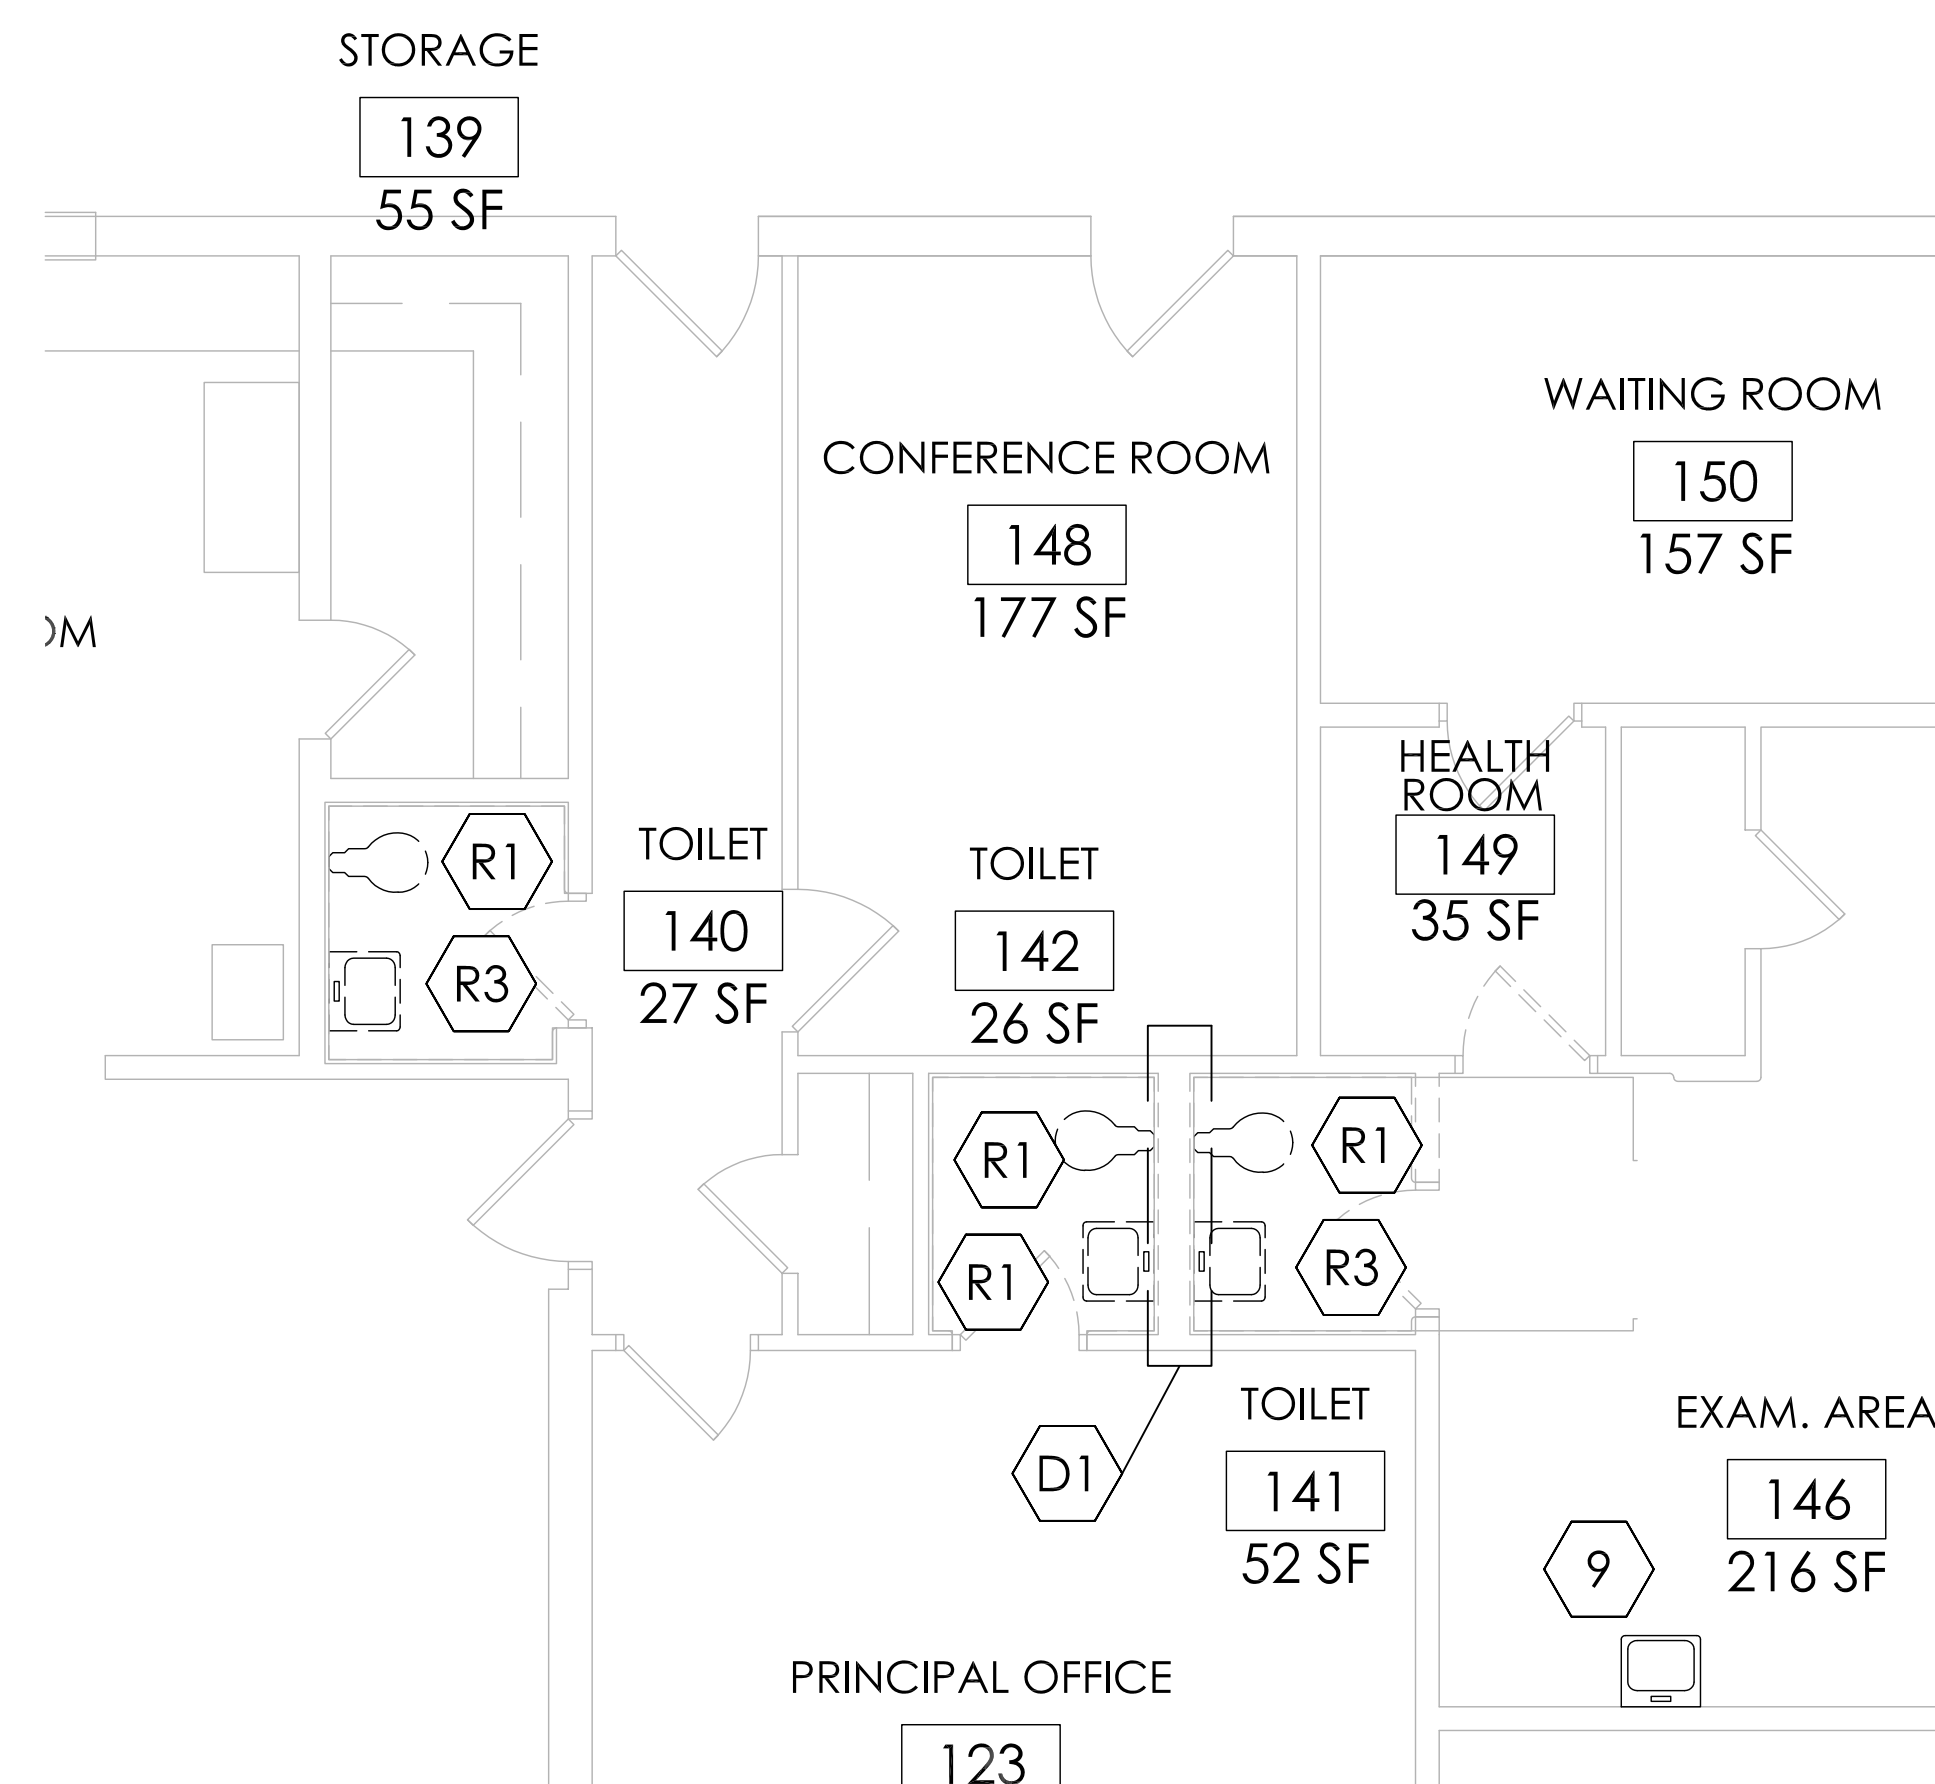 STORAGE
139
55 SF
WAITING ROOM
150
157 SF
CONFERENCE ROOM
148
177 SF
OM
HEALTH
ROOM
149
35 SF
TOILET
140
27 SF
TOILET
142
26 SF
R1
R3
R1
R1
R1
R3
D1
TOILET
141
52 SF
EXAM. AREA
146
216 SF
9
PRINCIPAL OFFICE
123